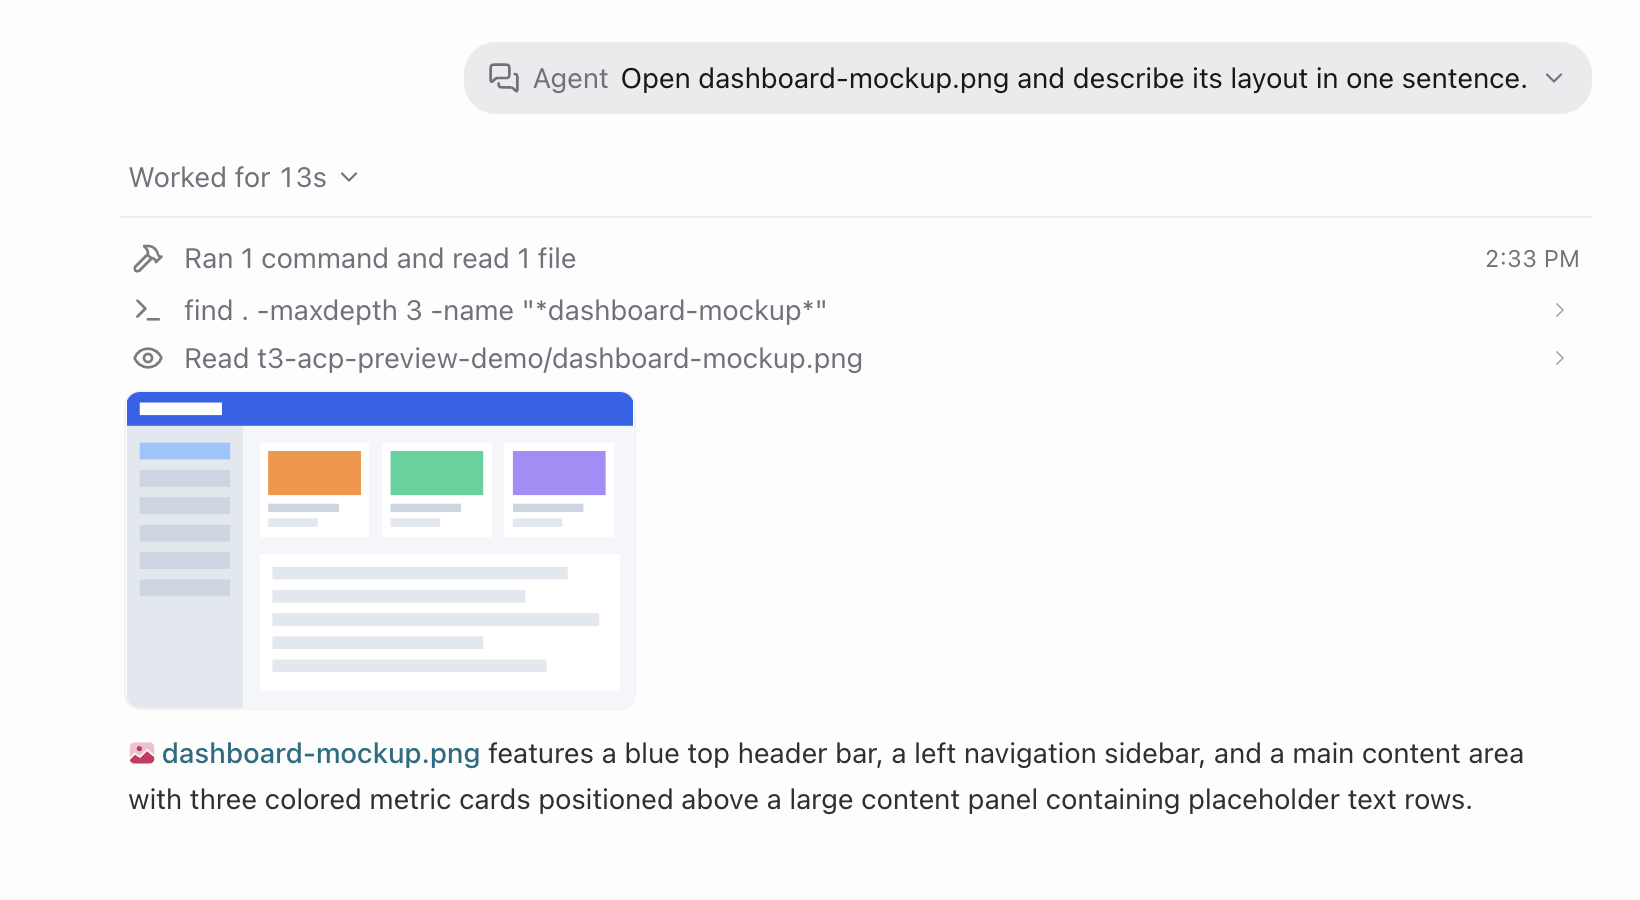 Agent Open dashboard-mockup.png and describe its layout in one sentence.
Worked for 13s
Ran 1 command and read 1 file 2:33 PM
find . -maxdepth 3 -name "*dashboard-mockup*"
Read t3-acp-preview-demo/dashboard-mockup.png
dashboard-mockup.png features a blue top header bar, a left navigation sidebar, and a main content area
with three colored metric cards positioned above a large content panel containing placeholder text rows.